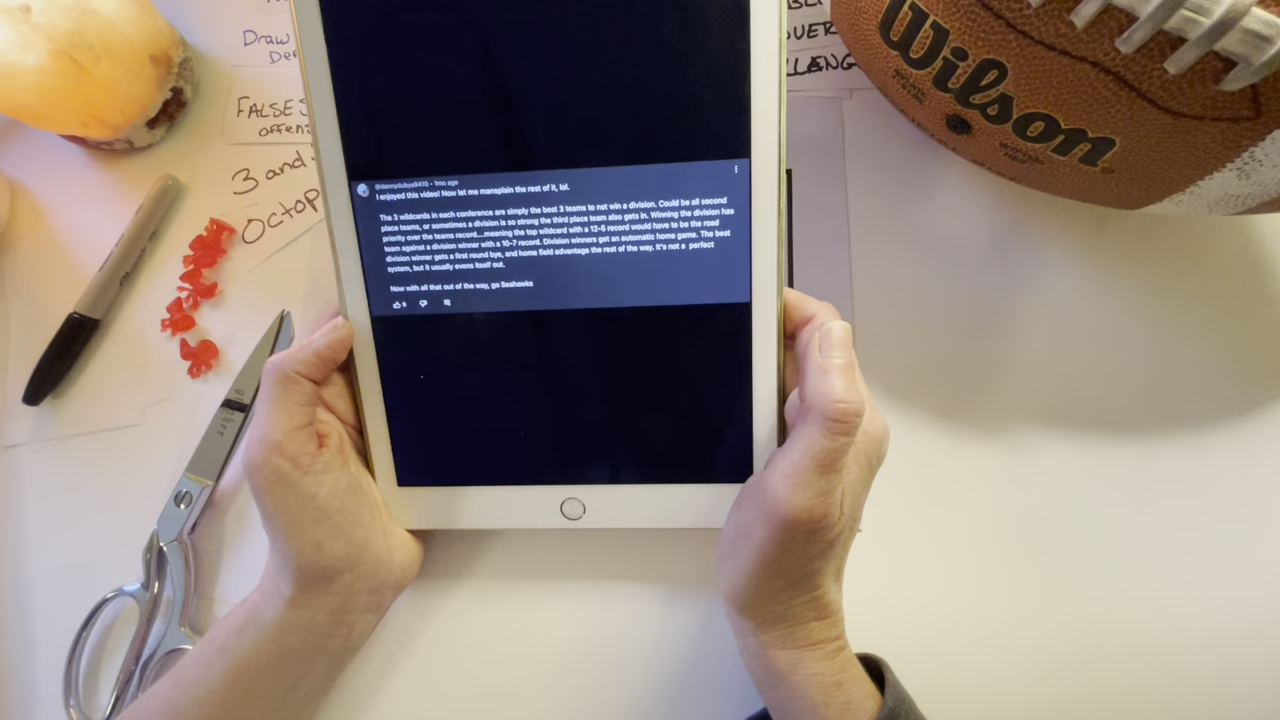 Draw
Def
FALSE S
offens
3 and
OCTOP
OVER
LLENG
Wilson
@dannydubya9410 • 1mo ago
I enjoyed this video! Now let me mansplain the rest of it, lol.
The 3 wildcards in each conference are simply the best 3 teams to not win a division. Could be all second
place teams, or sometimes a division is so strong the third place team also gets in. Winning the division has
priority over the teams record....meaning the top wildcard with a 12-5 record would have to be the road
team against a division winner with a 10-7 record. Division winners get an automatic home game. The best
division winner gets a first round bye, and home field advantage the rest of the way. It's not a perfect
system, but it usually evens itself out.
Now with all that out of the way, go Seahawks
9